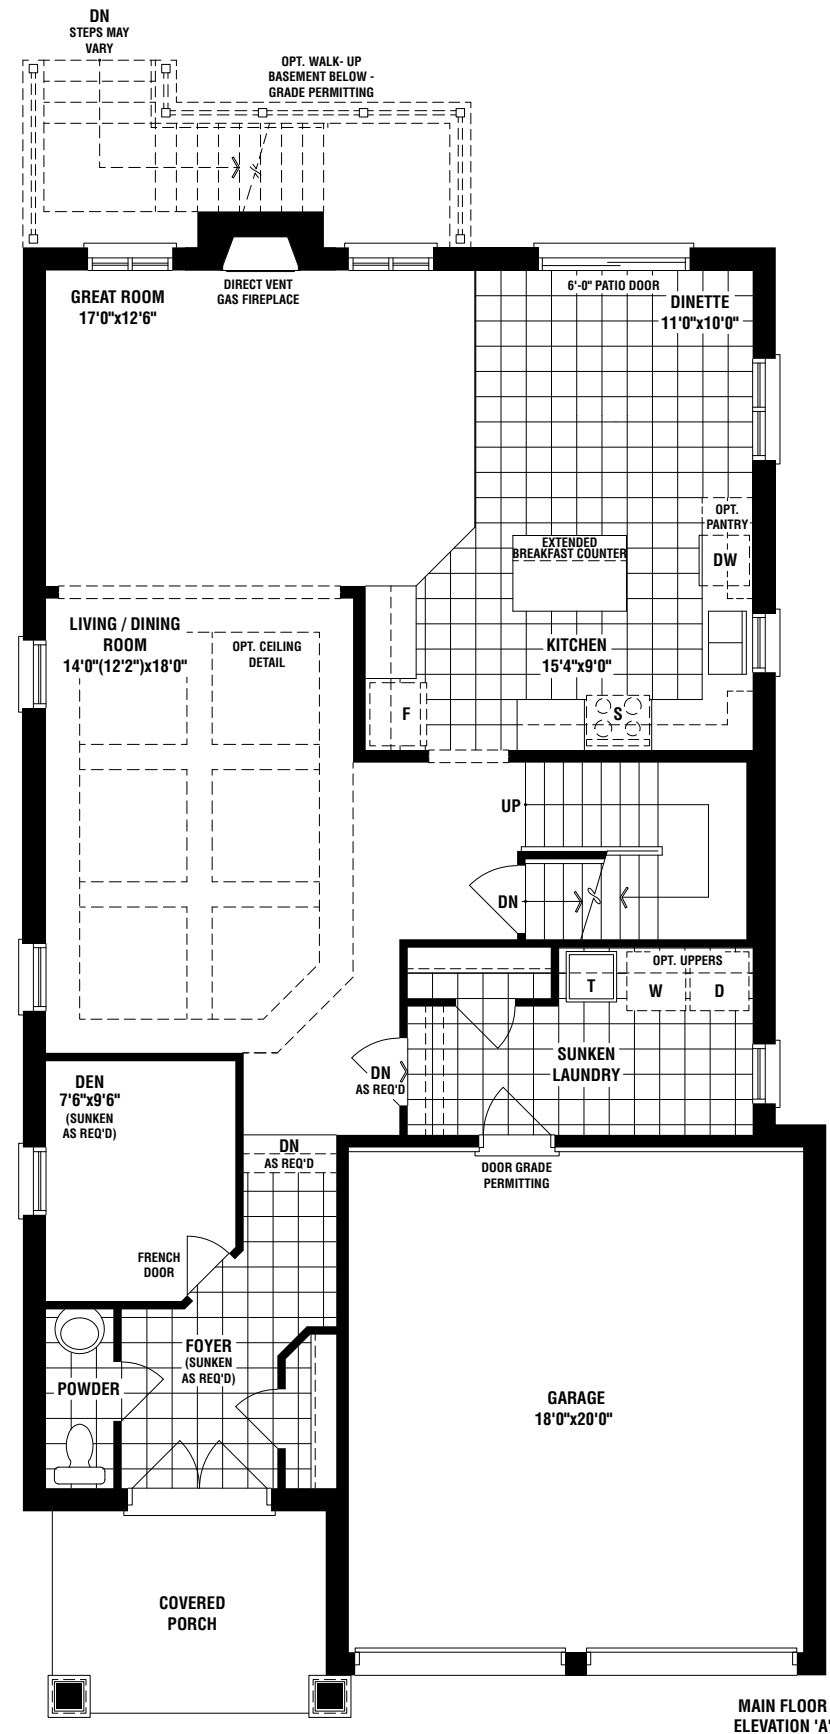 DN
STEPS MAY
VARY
OPT. WALK- UP
BASEMENT BELOW -
GRADE PERMITTING
GREAT ROOM
17'0"x12'6"
DIRECT VENT
GAS FIREPLACE
6'-0" PATIO DOOR
DINETTE
11'0"x10'0"
OPT.
PANTRY
EXTENDED
BREAKFAST COUNTER
DW
LIVING / DINING
ROOM
14'0"(12'2")x18'0"
OPT. CEILING
DETAIL
KITCHEN
15'4"x9'0"
F
S
UP
DN
OPT. UPPERS
T
W
D
SUNKEN
LAUNDRY
DN
AS REQ'D
DEN
7'6"x9'6"
(SUNKEN
AS REQ'D)
DN
AS REQ'D
DOOR GRADE
PERMITTING
FRENCH
DOOR
FOYER
(SUNKEN
AS REQ'D)
POWDER
GARAGE
18'0"x20'0"
COVERED
PORCH
MAIN FLOOR
ELEVATION 'A'